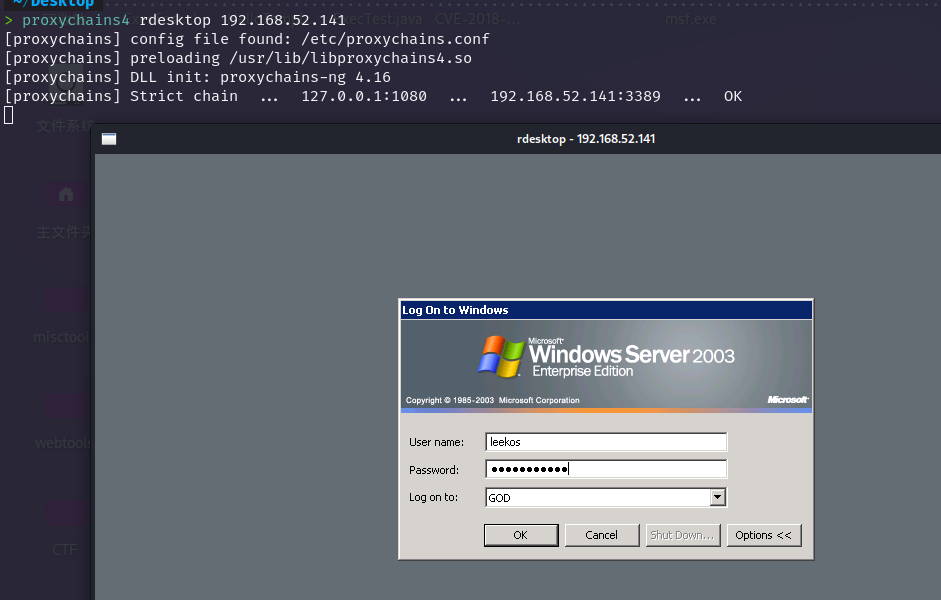 ~/Desktop
> proxychains4 rdesktop 192.168.52.141
[proxychains] config file found: /etc/proxychains.conf
[proxychains] preloading /usr/lib/libproxychains4.so
[proxychains] DLL init: proxychains-ng 4.16
[proxychains] Strict chain ... 127.0.0.1:1080 ... 192.168.52.141:3389 ... OK
CVE-2018-
msf.exe
文件系统
主文件夹
misctool
webtools
CTF
rdesktop - 192.168.52.141
Log On to Windows
Microsoft
Windows Server 2003
Enterprise Edition
Copyright © 1985-2003 Microsoft Corporation
Microsoft
User name: leekos
Password: ●●●●●●●●●●●
Log on to: GOD
OK Cancel Shut Down... Options <<